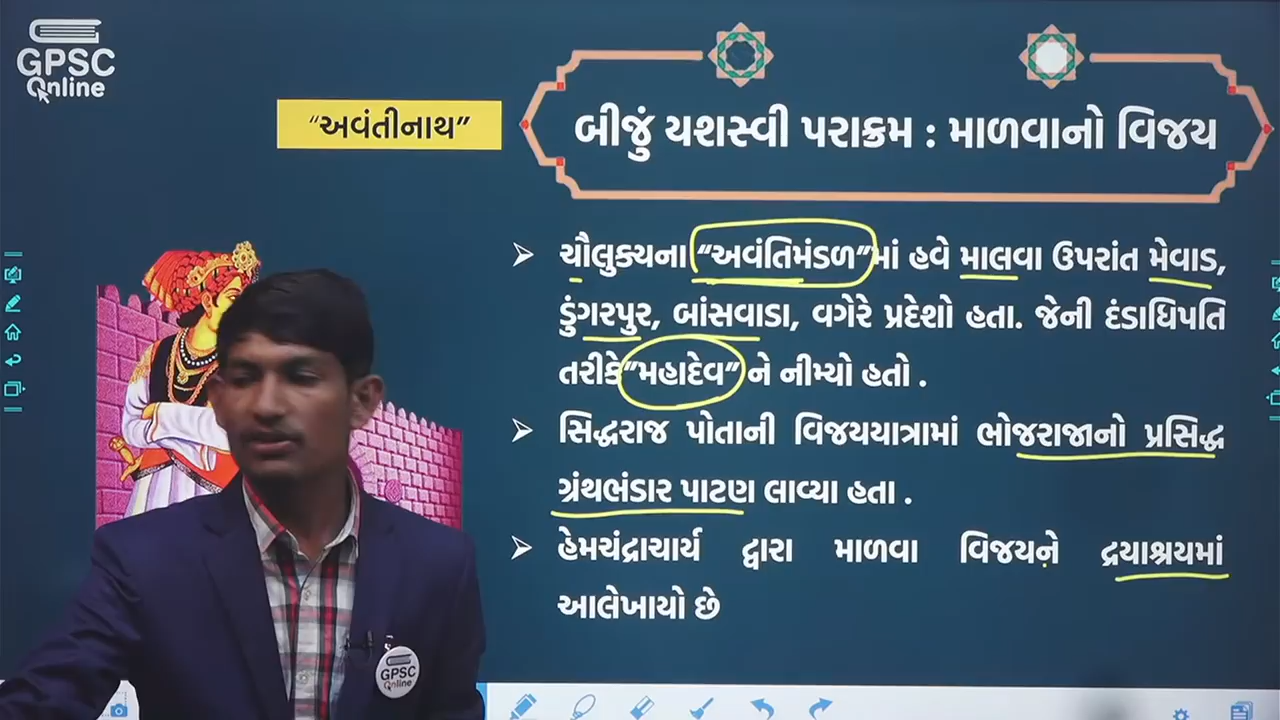 GPSC
Online
“અવંતીનાથ”
બીજું યશસ્વી પરાક્રમ : માળવાનો વિજય
ચૌલુક્યના “અવંતિમંડળ”માં હવે માલવા ઉપરાંત મેવાડ,
ડુંગરપુર, બાંસવાડા, વગેરે પ્રદેશો હતા. જેની દંડાધિપતિ
તરીકે”મહાદેવ” ને નીમ્યો હતો .
સિદ્ધરાજ પોતાની વિજયયાત્રામાં ભોજરાજાનો પ્રસિદ્ધ
ગ્રંથભંડાર પાટણ લાવ્યા હતા .
હેમચંદ્રાચાર્ય દ્વારા માળવા વિજયને દ્રયાશ્રયમાં
આલેખાયો છે
GPSC
Online